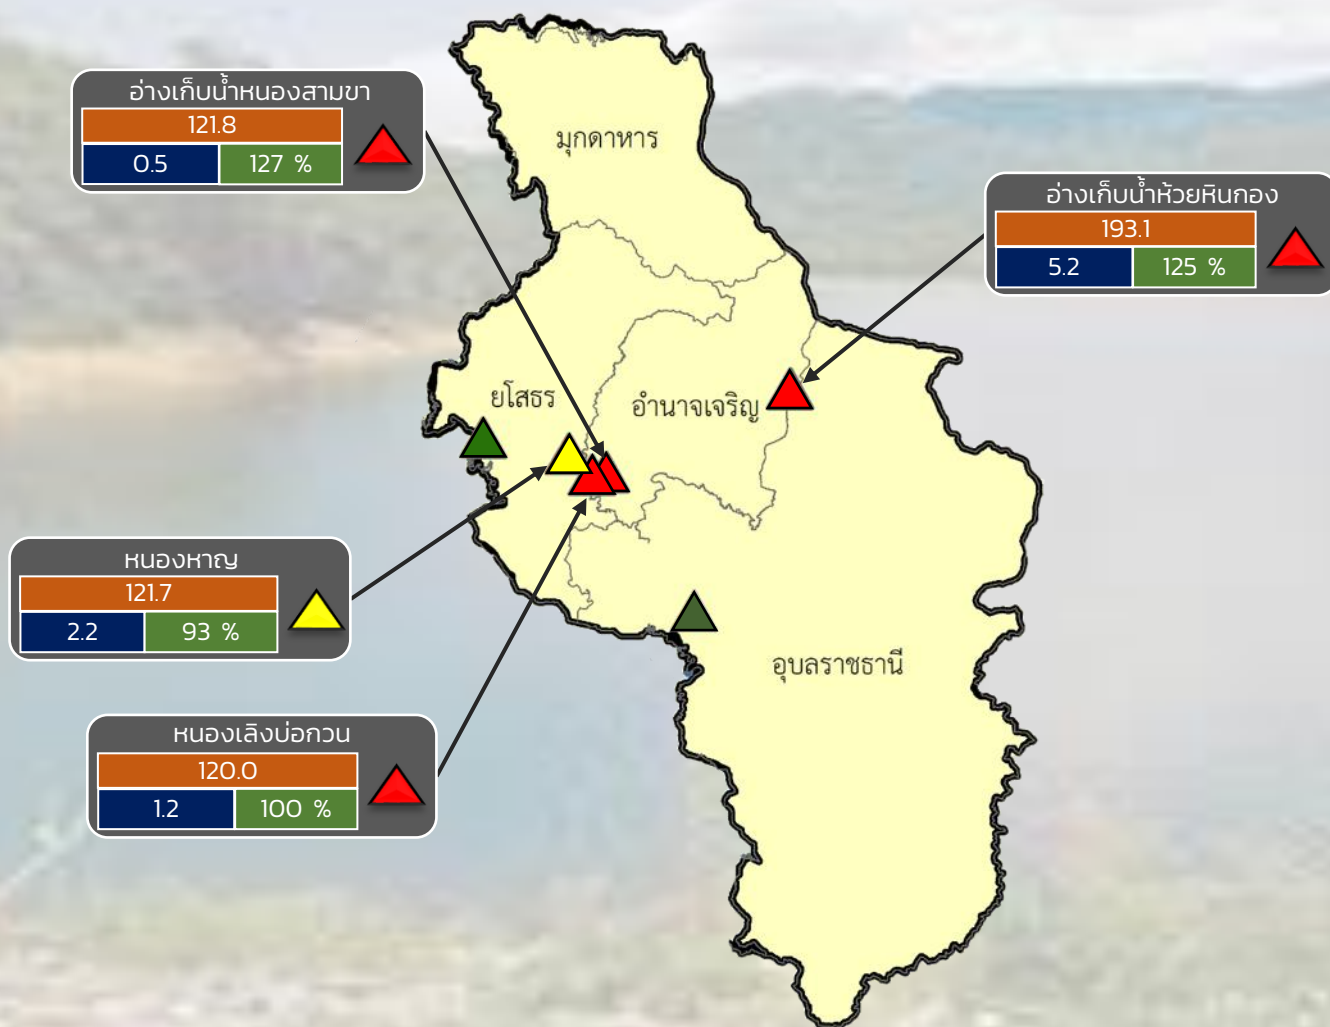 อ่างเก็บน้ำหนองสามขา
121.8
0.5 127 %
มุกดาหาร
อ่างเก็บน้ำห้วยหินกอง
193.1
5.2 125 %
ยโสธร
อำนาจเจริญ
หนองหาญ
121.7
2.2 93 %
อุบลราชธานี
หนองเลิงบ่อกวน
120.0
1.2 100 %